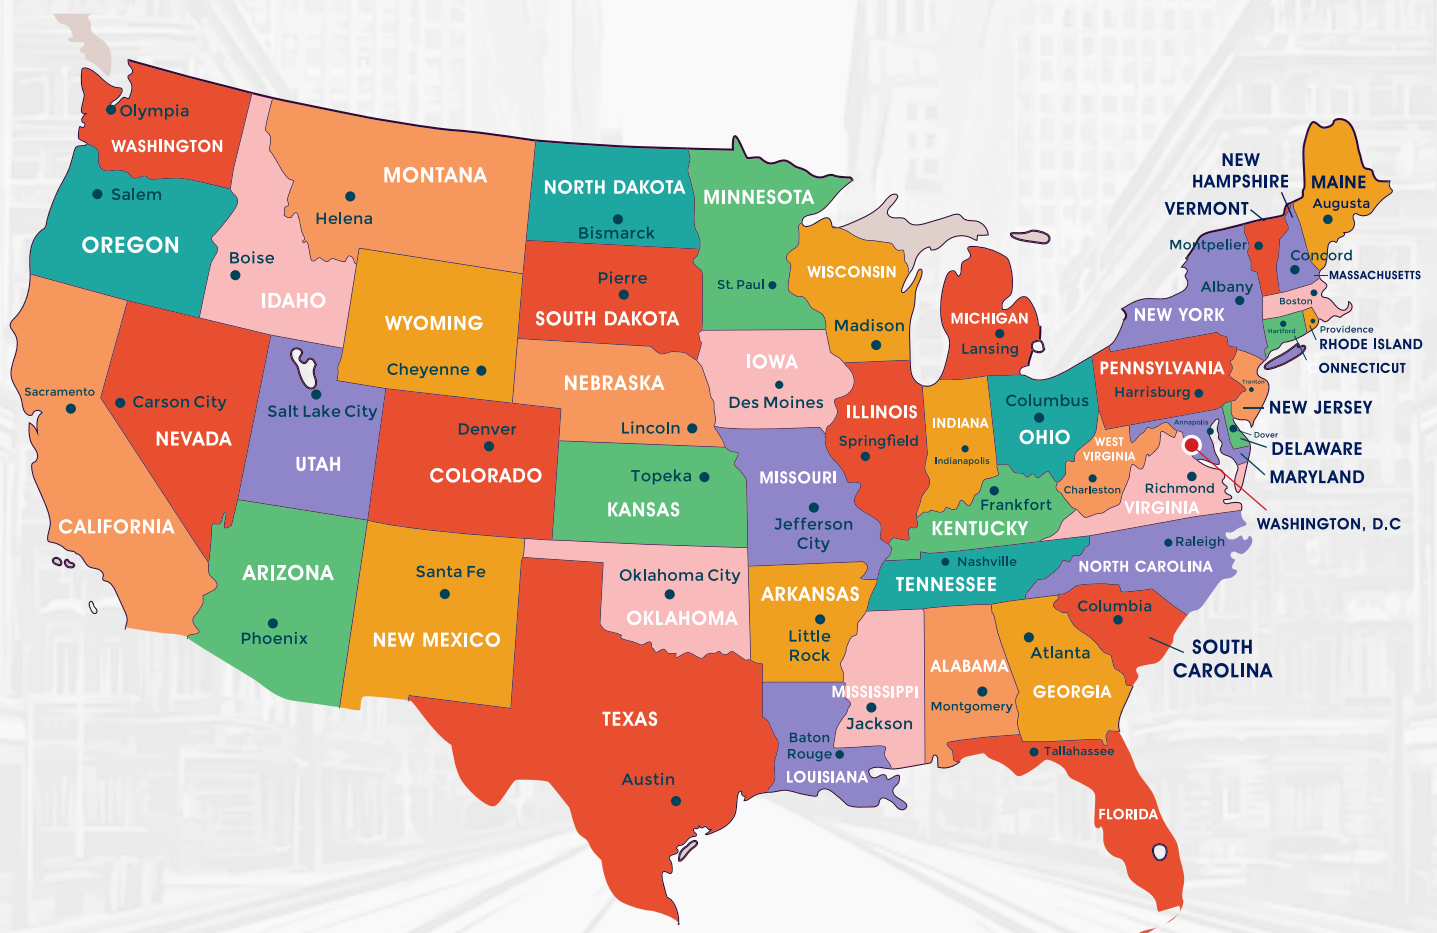 Olympia
WASHINGTON
Salem
OREGON
MONTANA
Helena
Boise
IDAHO
NORTH DAKOTA
Bismarck
MINNESOTA
St. Paul
Pierre
SOUTH DAKOTA
WYOMING
Cheyenne
WISCONSIN
Madison
MICHIGAN
Lansing
NEW
HAMPSHIRE
VERMONT
MAINE
Augusta
Montpelier
Concord
MASSACHUSETTS
Boston
Albany
NEW YORK
Hartford
Providence
RHODE ISLAND
CONNECTICUT
PENNSYLVANIA
Harrisburg
Trenton
NEW JERSEY
Annapolis
Dover
DELAWARE
MARYLAND
WASHINGTON, D.C
Sacramento
CALIFORNIA
Carson City
NEVADA
Salt Lake City
UTAH
Denver
COLORADO
NEBRASKA
Lincoln
IOWA
Des Moines
ILLINOIS
Springfield
INDIANA
Indianapolis
Columbus
OHIO
WEST
VIRGINIA
Charleston
Richmond
VIRGINIA
Topeka
KANSAS
MISSOURI
Jefferson
City
Frankfort
KENTUCKY
Nashville
TENNESSEE
Raleigh
NORTH CAROLINA
Columbia
SOUTH
CAROLINA
ARIZONA
Phoenix
Santa Fe
NEW MEXICO
Oklahoma City
OKLAHOMA
ARKANSAS
Little
Rock
TEXAS
Austin
MISSISSIPPI
Jackson
ALABAMA
Montgomery
Atlanta
GEORGIA
Baton
Rouge
LOUISIANA
Tallahassee
FLORIDA